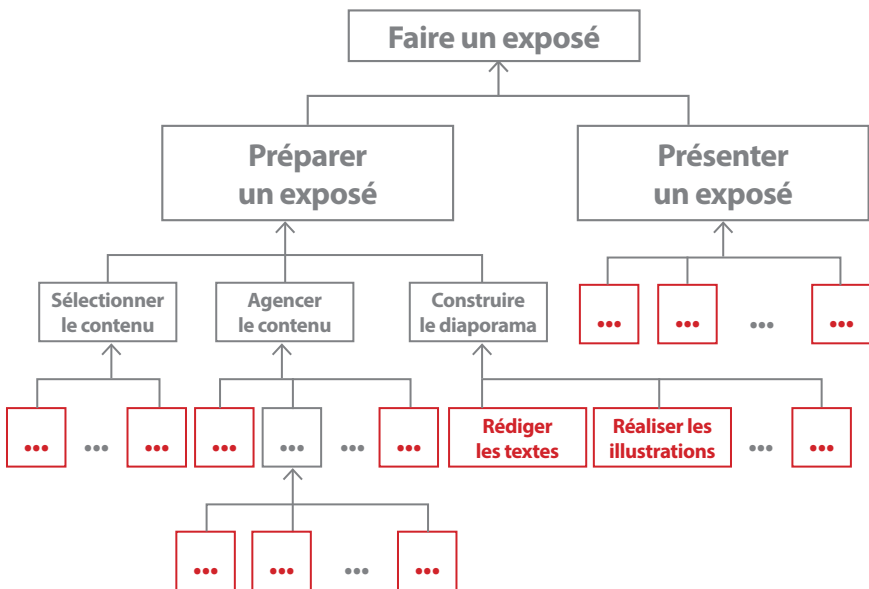 Faire un exposé
Préparer
un exposé
Présenter
un exposé
Sélectionner
le contenu
Agencer
le contenu
Construire
le diaporama
... ... ... ...
... ... ... ... ... ... ...
Rédiger
les textes
Réaliser les
illustrations
... ...
... ... ... ...